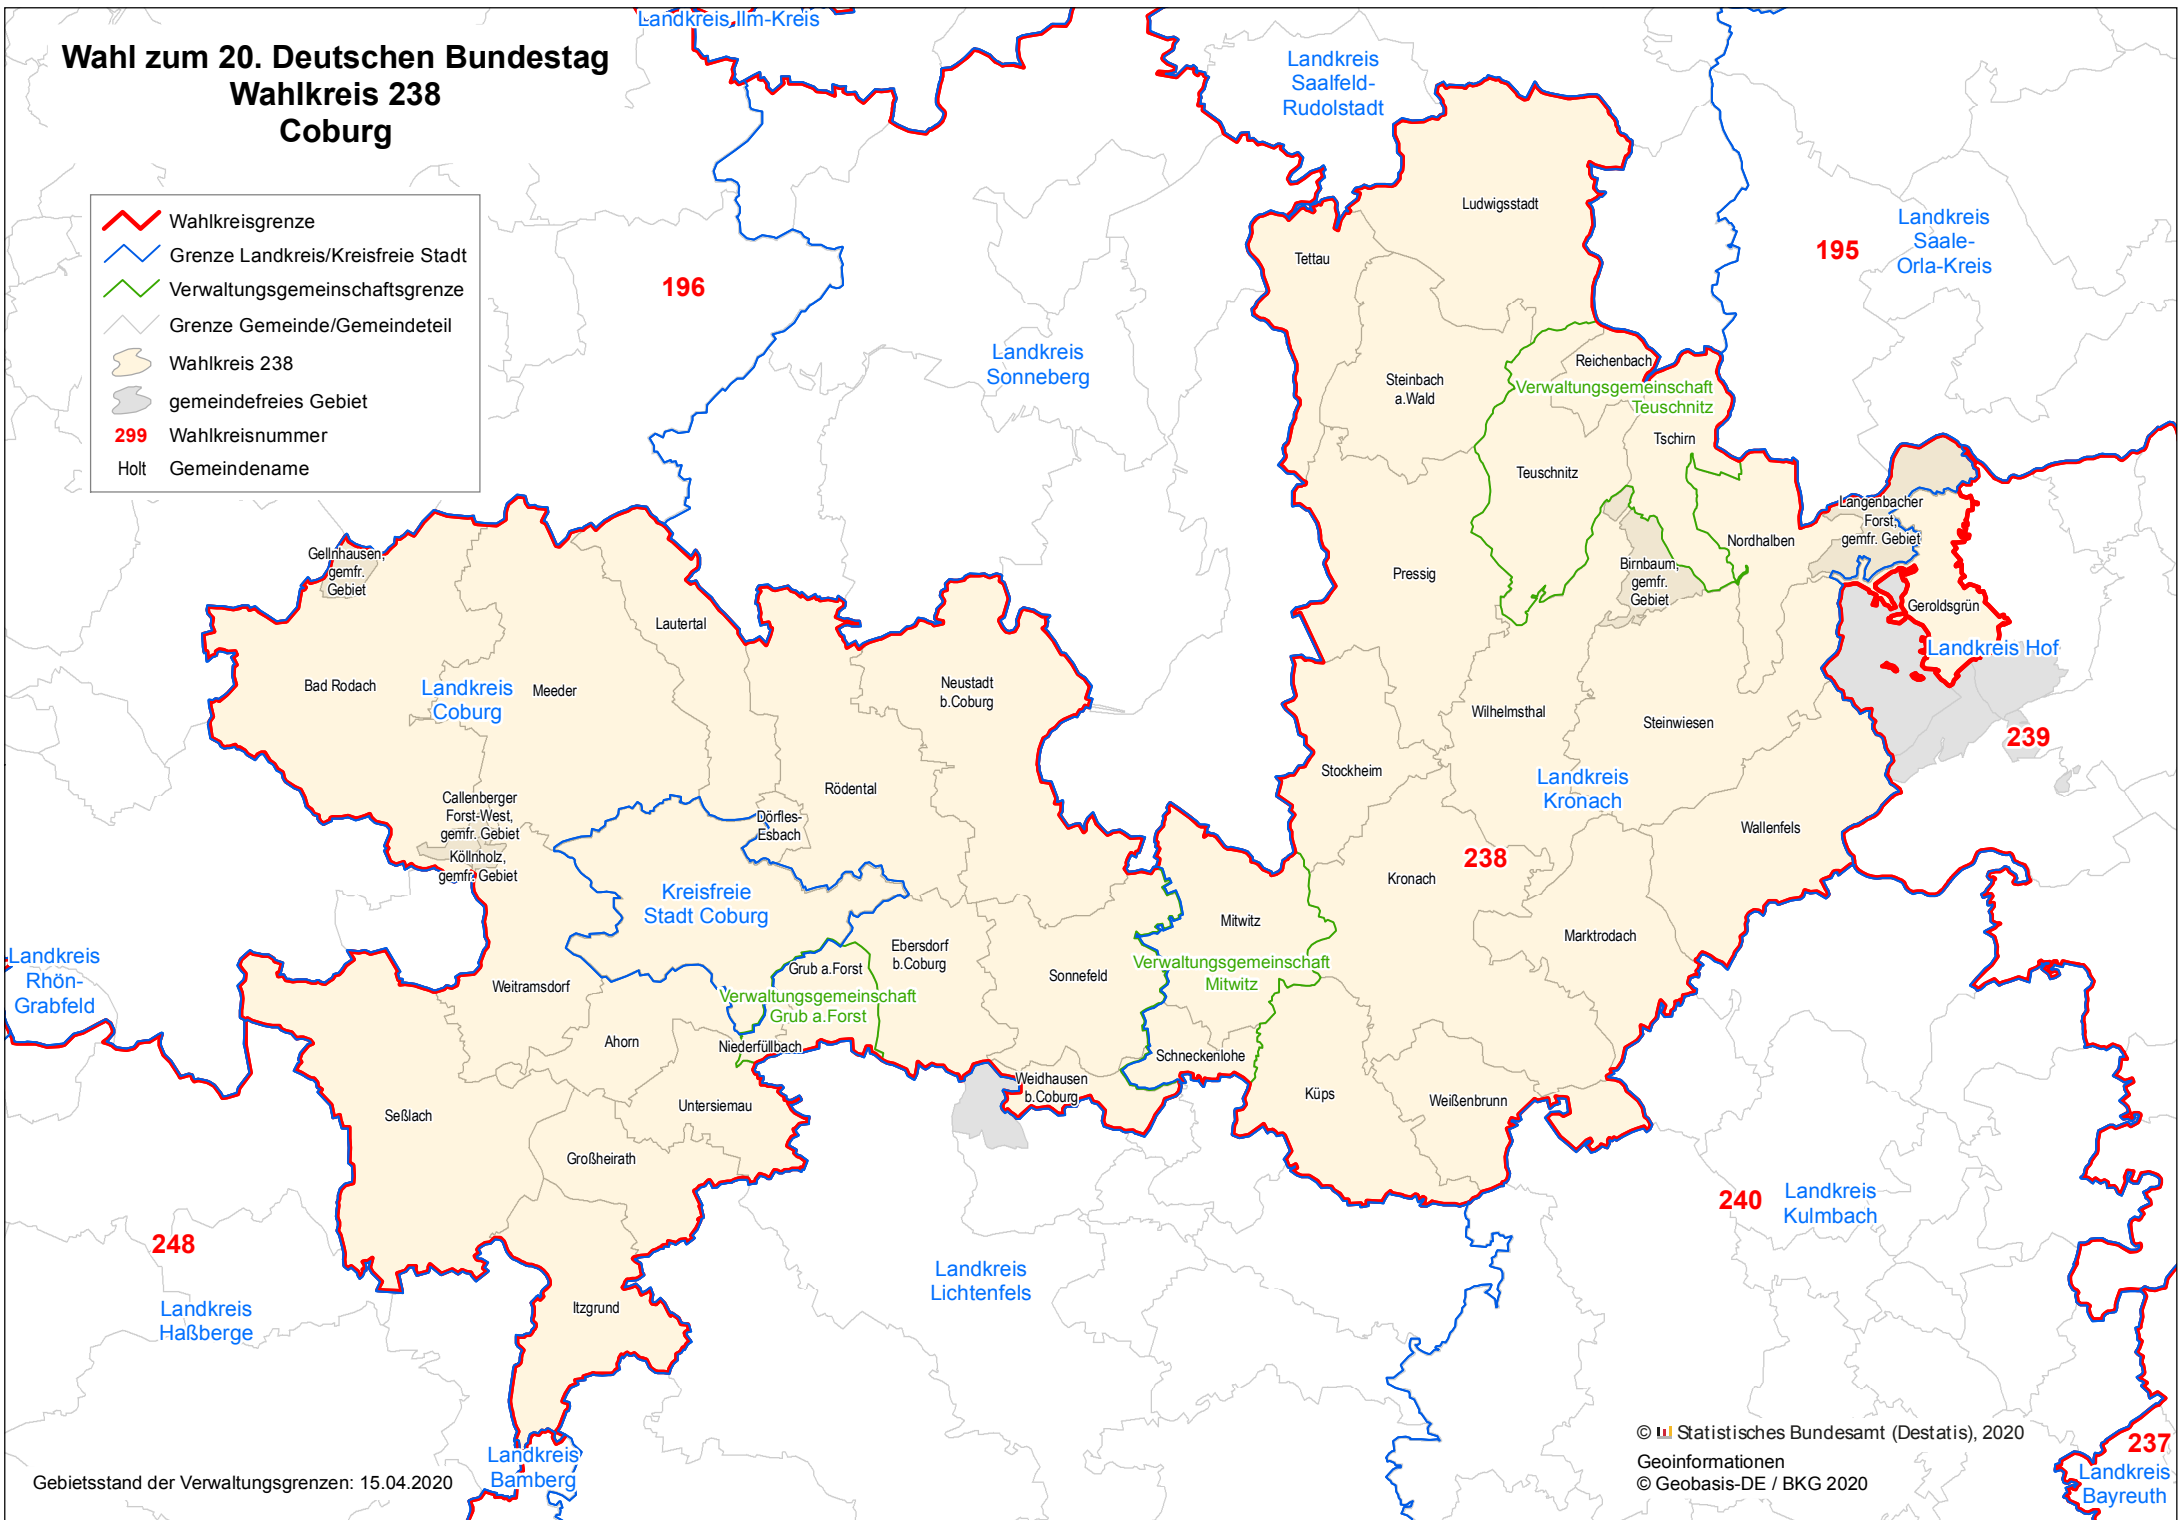 Wahl zum 20. Deutschen Bundestag
Wahlkreis 238
Coburg
Wahlkreisgrenze
Grenze Landkreis/Kreisfreie Stadt
Verwaltungsgemeinschaftsgrenze
Grenze Gemeinde/Gemeindeteil
Wahlkreis 238
gemeindefreies Gebiet
299 Wahlkreisnummer
Holt Gemeindename
Landkreis Ilm-Kreis
Landkreis
Saalfeld-
Rudolstadt
Landkreis
Saale-
Orla-Kreis
195
196
Landkreis
Sonneberg
Ludwigsstadt
Tettau
Reichenbach
Steinbach
a.Wald
Verwaltungsgemeinschaft
Teuschnitz
Tschirn
Teuschnitz
Langenbacher
Forst,
gemfr. Gebiet
Nordhalben
Pressig
Birnbaum,
gemfr.
Gebiet
Geroldsgrün
Landkreis Hof
239
Gellnhausen,
gemfr.
Gebiet
Lautertal
Bad Rodach
Landkreis
Coburg
Meeder
Neustadt
b.Coburg
Wilhelmsthal
Steinwiesen
Stockheim
Landkreis
Kronach
Rödental
Callenberger
Forst-West,
gemfr. Gebiet
Köllnholz,
gemfr. Gebiet
Dörfles-
Esbach
Wallenfels
238
Kronach
Kreisfreie
Stadt Coburg
Mitwitz
Marktrodach
Ebersdorf
b.Coburg
Grub a.Forst
Sonnefeld
Verwaltungsgemeinschaft
Mitwitz
Landkreis
Rhön-
Grabfeld
Weitramsdorf
Verwaltungsgemeinschaft
Grub a.Forst
Ahorn
Niederfüllbach
Schneckenlohe
Weidhausen
b.Coburg
Küps
Weißenbrunn
Seßlach
Untersiemau
Großheirath
240
Landkreis
Kulmbach
248
Landkreis
Haßberge
Landkreis
Lichtenfels
Itzgrund
Landkreis
Bamberg
237
Landkreis
Bayreuth
Gebietsstand der Verwaltungsgrenzen: 15.04.2020
© Statistisches Bundesamt (Destatis), 2020
Geoinformationen
© Geobasis-DE / BKG 2020